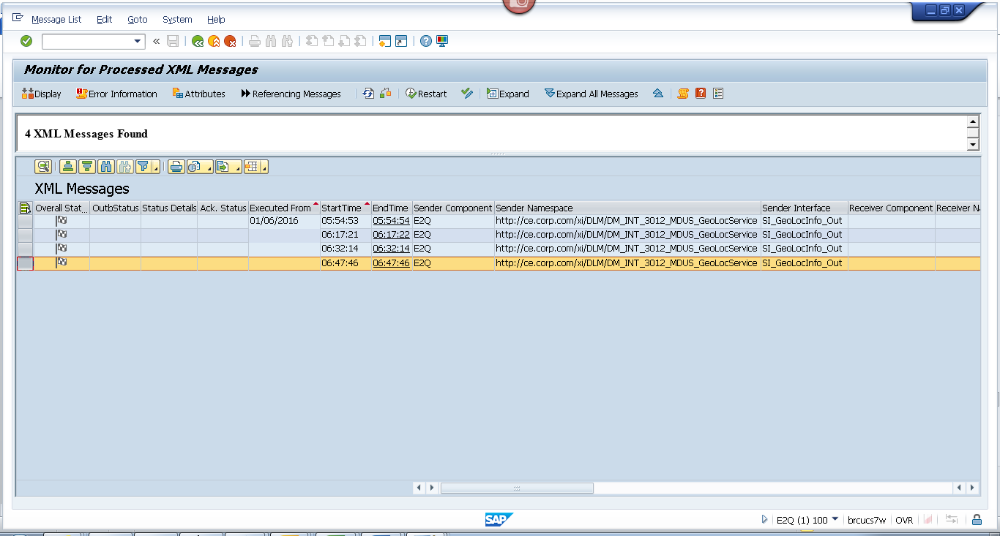 Message List Edit Goto System Help
Monitor for Processed XML Messages
Display Error Information Attributes Referencing Messages Restart Expand Expand All Messages
4 XML Messages Found
XML Messages
Overall Stat... OutbStatus Status Details Ack. Status Executed From StartTime EndTime Sender Component Sender Namespace Sender Interface Receiver Component Receiver Na
01/06/2016 05:54:53 05:54:54 E2Q http://ce.corp.com/xi/DLM/DM_INT_3012_MDUS_GeoLocService SI_GeoLocInfo_Out
06:17:21 06:17:22 E2Q http://ce.corp.com/xi/DLM/DM_INT_3012_MDUS_GeoLocService SI_GeoLocInfo_Out
06:32:14 06:32:14 E2Q http://ce.corp.com/xi/DLM/DM_INT_3012_MDUS_GeoLocService SI_GeoLocInfo_Out
06:47:46 06:47:46 E2Q http://ce.corp.com/xi/DLM/DM_INT_3012_MDUS_GeoLocService SI_GeoLocInfo_Out
SAP E2Q (1) 100 brcucs7w OVR